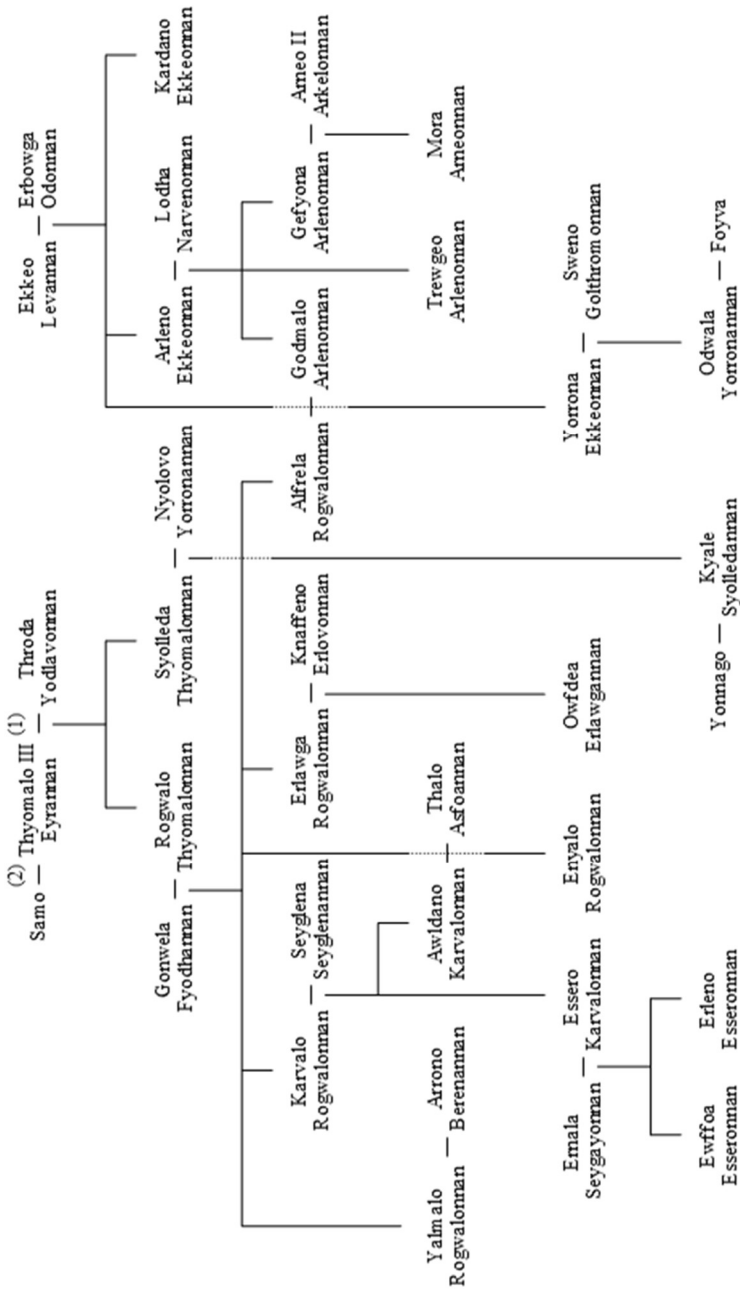 (2)
Samo
Thyomalo III
Eyrannan
(1)
Throda
Yodlavonnan
Ekkeo
Levannan
Erbowga
Odonnan
Gonwela
Fyodhannan
Rogwalo
Thyomalonnan
Syolleda
Thyomalonnan
Nyolovo
Yorronannan
Arleno
Ekkeonnan
Lodha
Narvenonnan
Kardano
Ekkeonnan
Karvalo
Rogwalonnan
Seyglena
Seyglenannan
Erlawga
Rogwalonnan
Knaffeno
Erlovonnan
Alfrela
Rogwalonnan
Godmalo
Arlenonnan
Gefyona
Arlenonnan
Ameo II
Arkelonnan
Yalmalo
Rogwalonnan
Arrono
Berenannan
Awldano
Karvalonnan
Thalo
Asfoannan
Trewgeo
Arlenonnan
Mora
Ameonnan
Emala
Seygayonnan
Essero
Karvalonnan
Enyalo
Rogwalonnan
Owfdea
Erlawgannan
Yorrona
Ekkeonnan
Sweno
Golthromonnan
Ewffoa
Esseronnan
Erleno
Esseronnan
Yonnago
Kyale
Syolledannan
Odwala
Yorronannan
Foyva